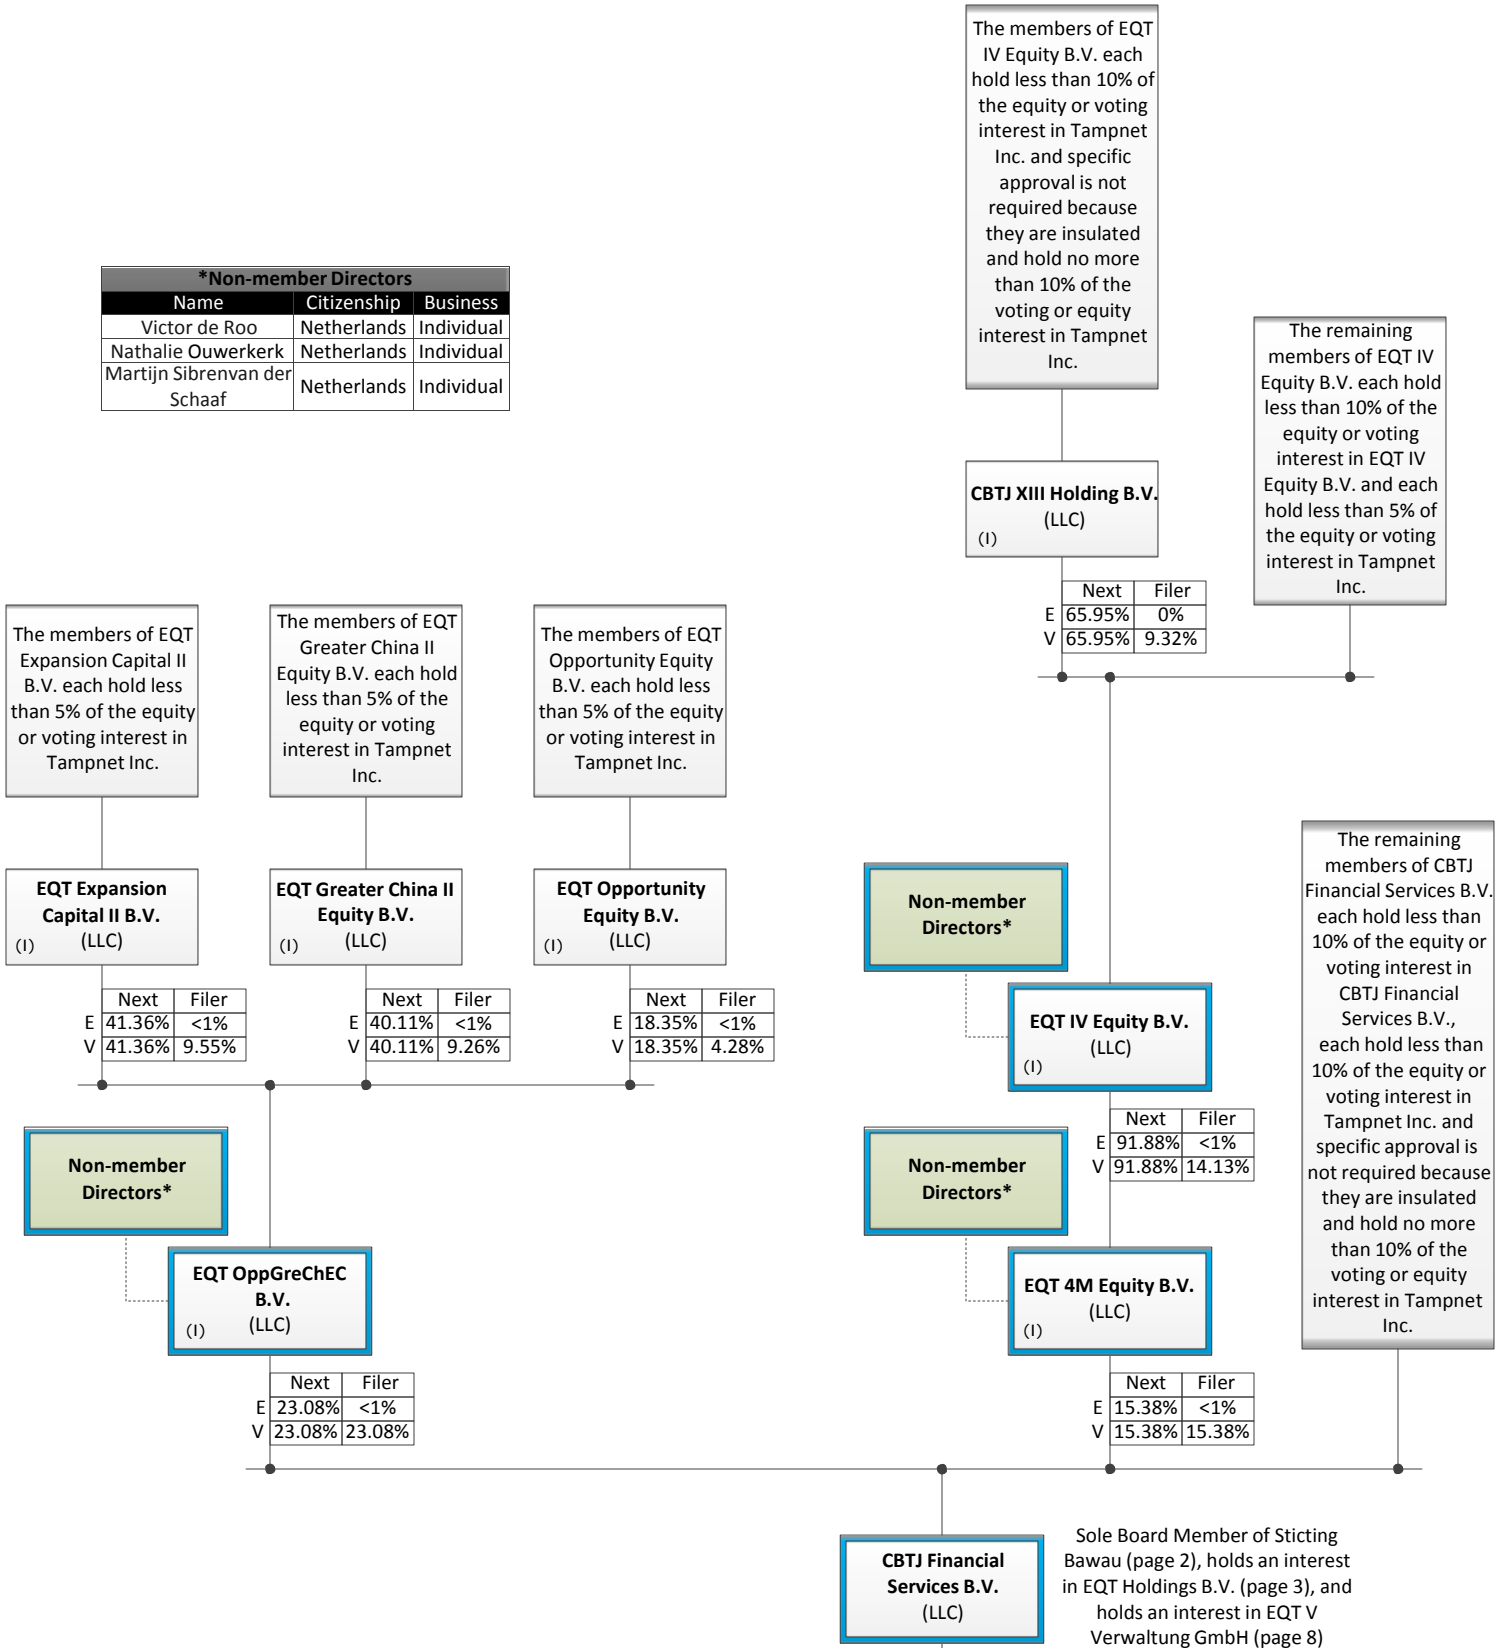 The members of EQT
IV Equity B.V. each
hold less than 10% of
the equity or voting
interest in Tampnet
Inc. and specific
approval is not
required because
they are insulated
and hold no more
than 10% of the
voting or equity
interest in Tampnet
Inc.
*Non-member Directors
Name Citizenship Business
Victor de Roo Netherlands Individual
Nathalie Ouwerkerk Netherlands Individual
Martijn Sibrenvan der
Schaaf
Netherlands Individual
The remaining
members of EQT IV
Equity B.V. each hold
less than 10% of the
equity or voting
interest in EQT IV
Equity B.V. and each
hold less than 5% of
the equity or voting
interest in Tampnet
Inc.
CBTJ XIII Holding B.V.
(LLC)
(I)
Next Filer
E 65.95% 0%
V 65.95% 9.32%
The members of EQT
Expansion Capital II
B.V. each hold less
than 5% of the equity
or voting interest in
Tampnet Inc.
The members of EQT
Greater China II
Equity B.V. each hold
less than 5% of the
equity or voting
interest in Tampnet
Inc.
The members of EQT
Opportunity Equity
B.V. each hold less
than 5% of the equity
or voting interest in
Tampnet Inc.
EQT Expansion
Capital II B.V.
(LLC)
(I)
EQT Greater China II
Equity B.V.
(LLC)
(I)
EQT Opportunity
Equity B.V.
(LLC)
(I)
Next Filer
E 41.36% <1%
V 41.36% 9.55%
Next Filer
E 40.11% <1%
V 40.11% 9.26%
Next Filer
E 18.35% <1%
V 18.35% 4.28%
Non-member
Directors*
EQT IV Equity B.V.
(LLC)
(I)
Next Filer
E 91.88% <1%
V 91.88% 14.13%
The remaining
members of CBTJ
Financial Services B.V.
each hold less than
10% of the equity or
voting interest in
CBTJ Financial
Services B.V.,
each hold less than
10% of the equity or
voting interest in
Tampnet Inc. and
specific approval is
not required because
they are insulated
and hold no more
than 10% of the
voting or equity
interest in Tampnet
Inc.
Non-member
Directors*
EQT OppGreChEC
B.V.
(LLC)
(I)
Non-member
Directors*
EQT 4M Equity B.V.
(LLC)
(I)
Next Filer
E 23.08% <1%
V 23.08% 23.08%
Next Filer
E 15.38% <1%
V 15.38% 15.38%
CBTJ Financial
Services B.V.
(LLC)
Sole Board Member of Sticting
Bawau (page 2), holds an interest
in EQT Holdings B.V. (page 3), and
holds an interest in EQT V
Verwaltung GmbH (page 8)